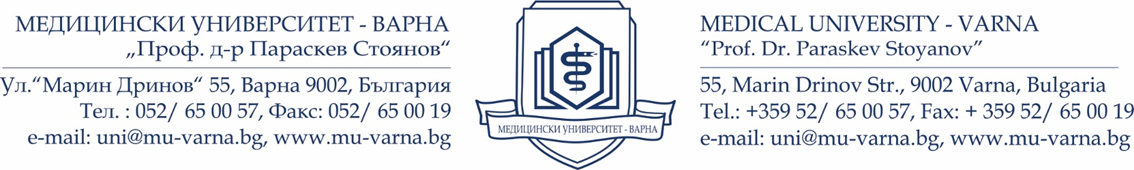 МЕДИЦИНСКИ УНИВЕРСИТЕТ - ВАРНА
„Проф. д-р Параскев Стоянов“
Ул.“Марин Дринов“ 55, Варна 9002, България
Тел. : 052/ 65 00 57, Факс: 052/ 65 00 19
e-mail: uni@mu-varna.bg, www.mu-varna.bg
МЕДИЦИНСКИ УНИВЕРСИТЕТ - ВАРНА
MEDICAL UNIVERSITY - VARNA
“Prof. Dr. Paraskev Stoyanov”
55, Marin Drinov Str., 9002 Varna, Bulgaria
Tel.: +359 52/ 65 00 57, Fax: + 359 52/ 65 00 19
e-mail: uni@mu-varna.bg, www.mu-varna.bg